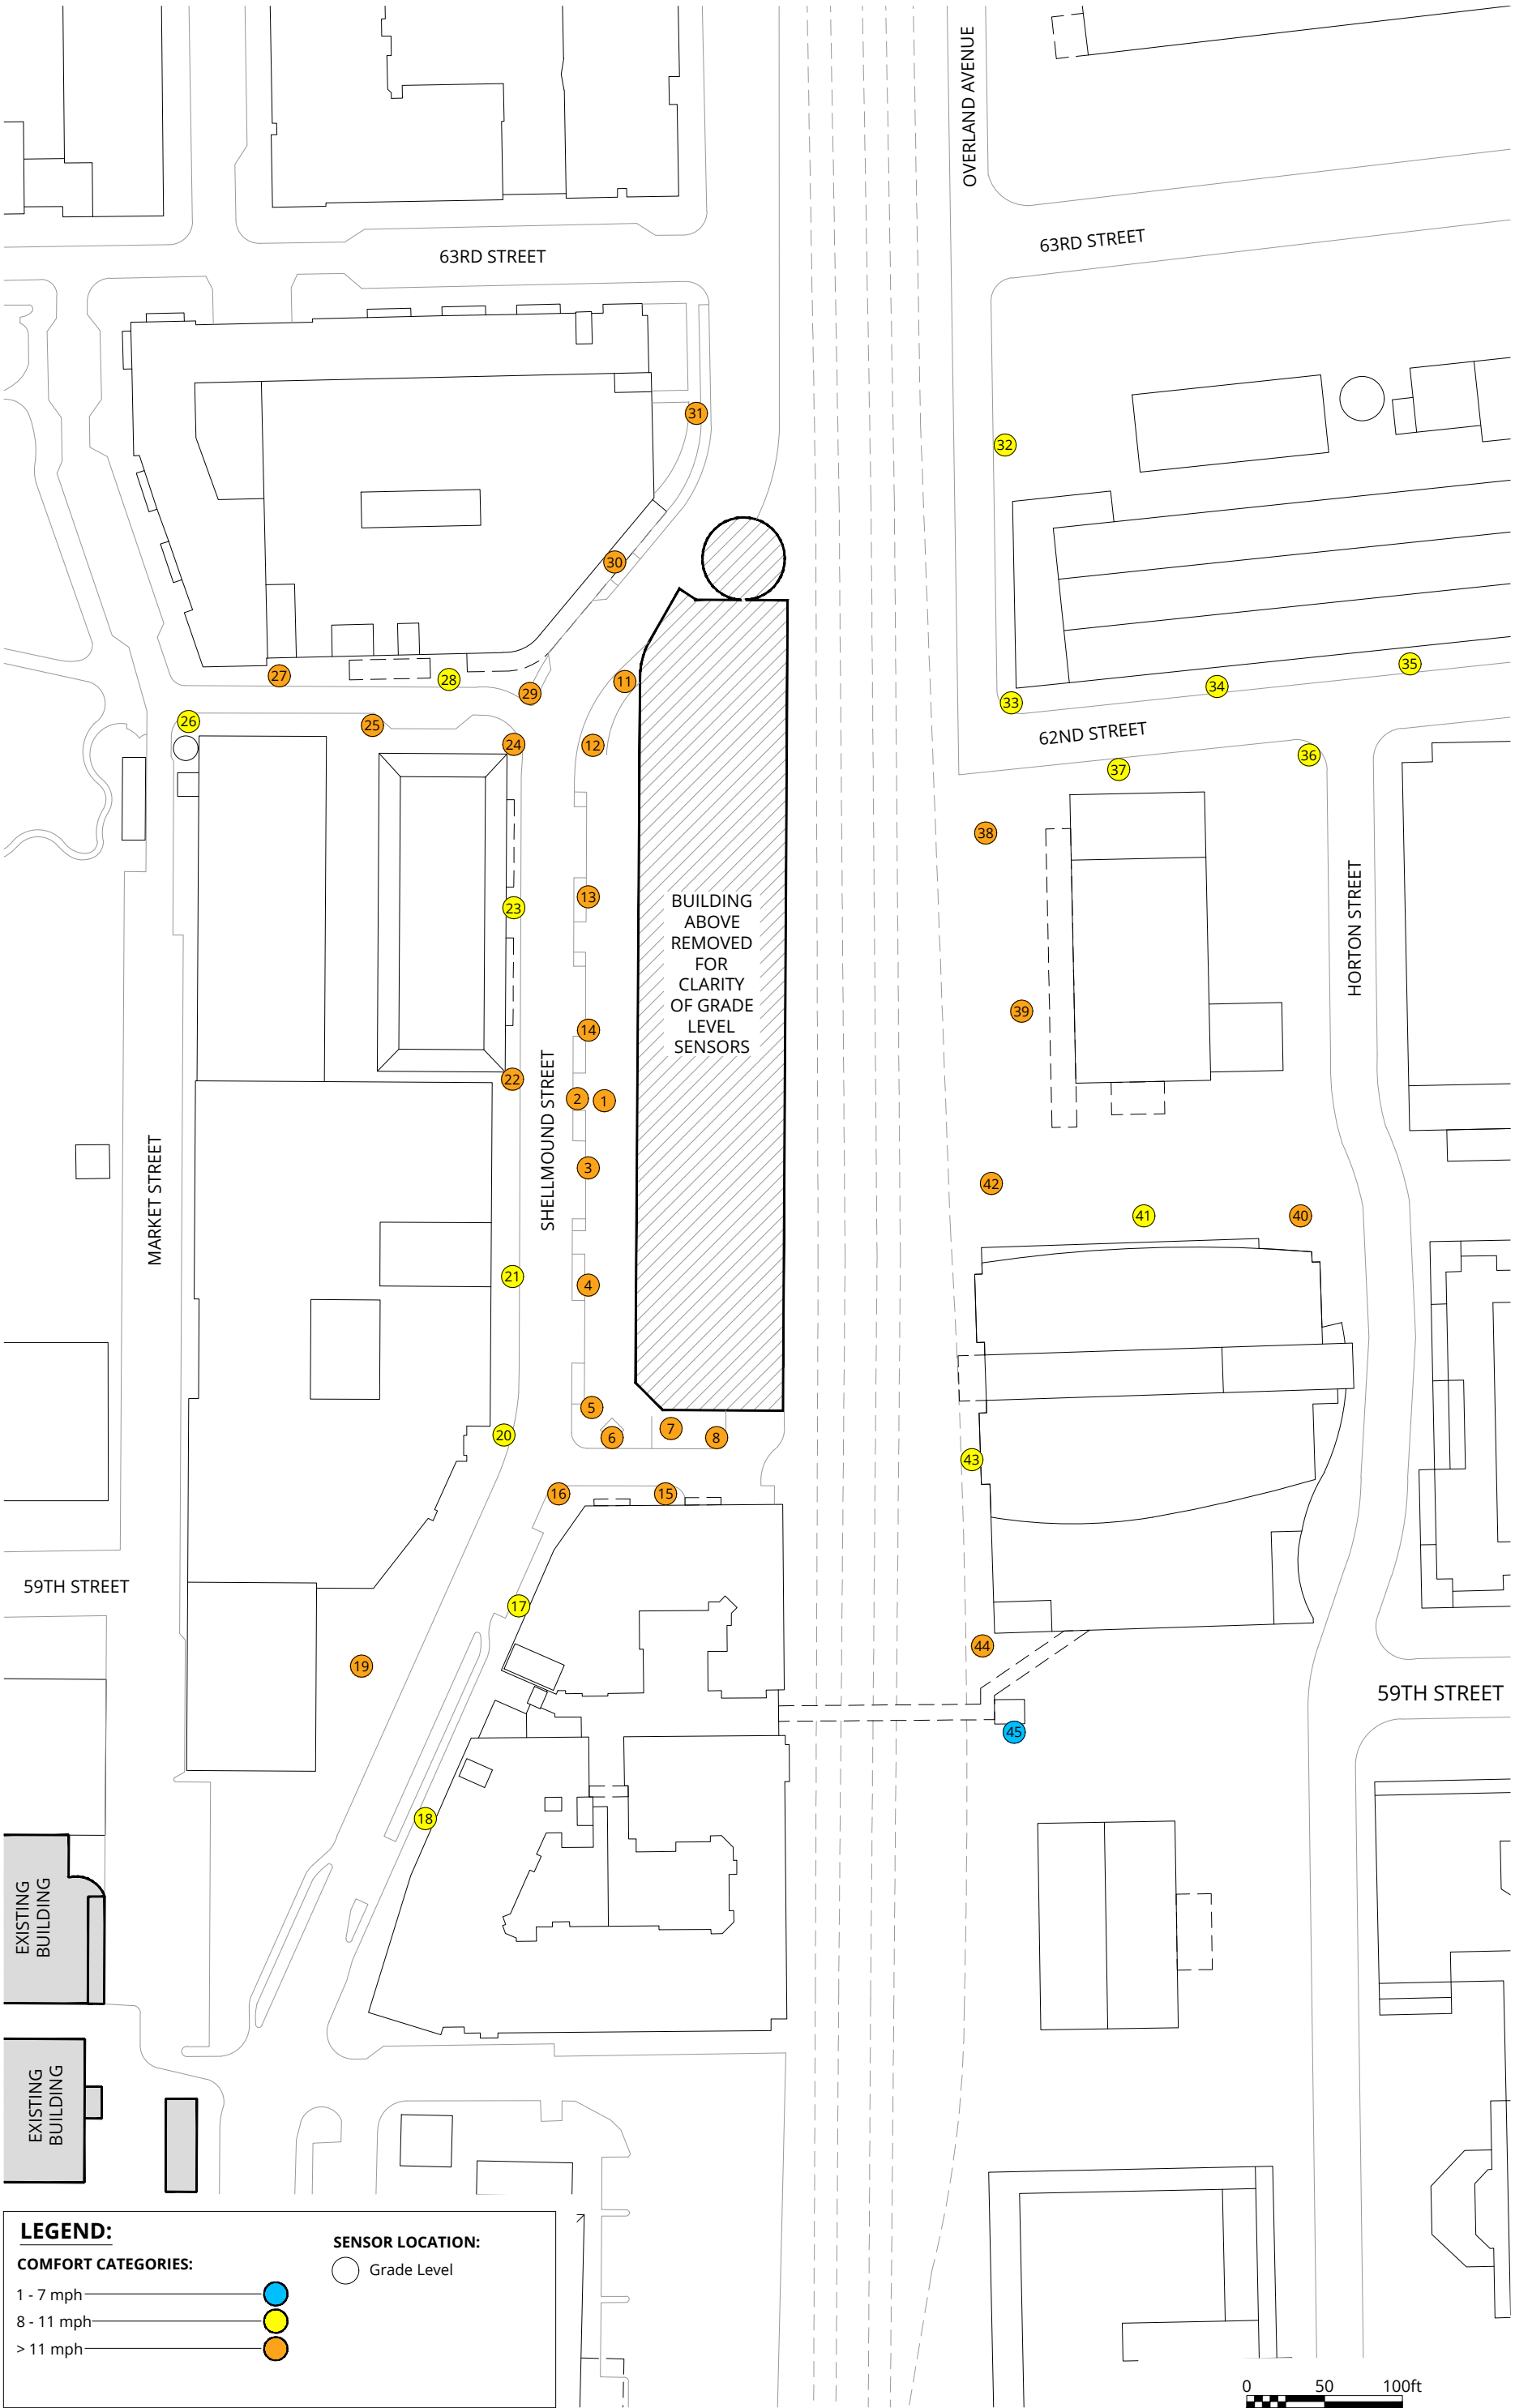 OVERLAND AVENUE
63RD STREET
63RD STREET
31
32
30
35
27
28
34
29
11
33
26
25
24
12
62ND STREET
36
37
38
13
23
BUILDING
ABOVE
REMOVED
FOR
CLARITY
OF GRADE
LEVEL
SENSORS
HORTON STREET
39
14
22
2
1
SHELLMOUND STREET
MARKET STREET
3
42
41
40
21
4
5
20
6
7
8
43
16
15
59TH STREET
17
44
19
59TH STREET
45
18
EXISTING
BUILDING
EXISTING
BUILDING
LEGEND:
SENSOR LOCATION:
COMFORT CATEGORIES:
Grade Level
1 - 7 mph
8 - 11 mph
> 11 mph
0 50 100ft